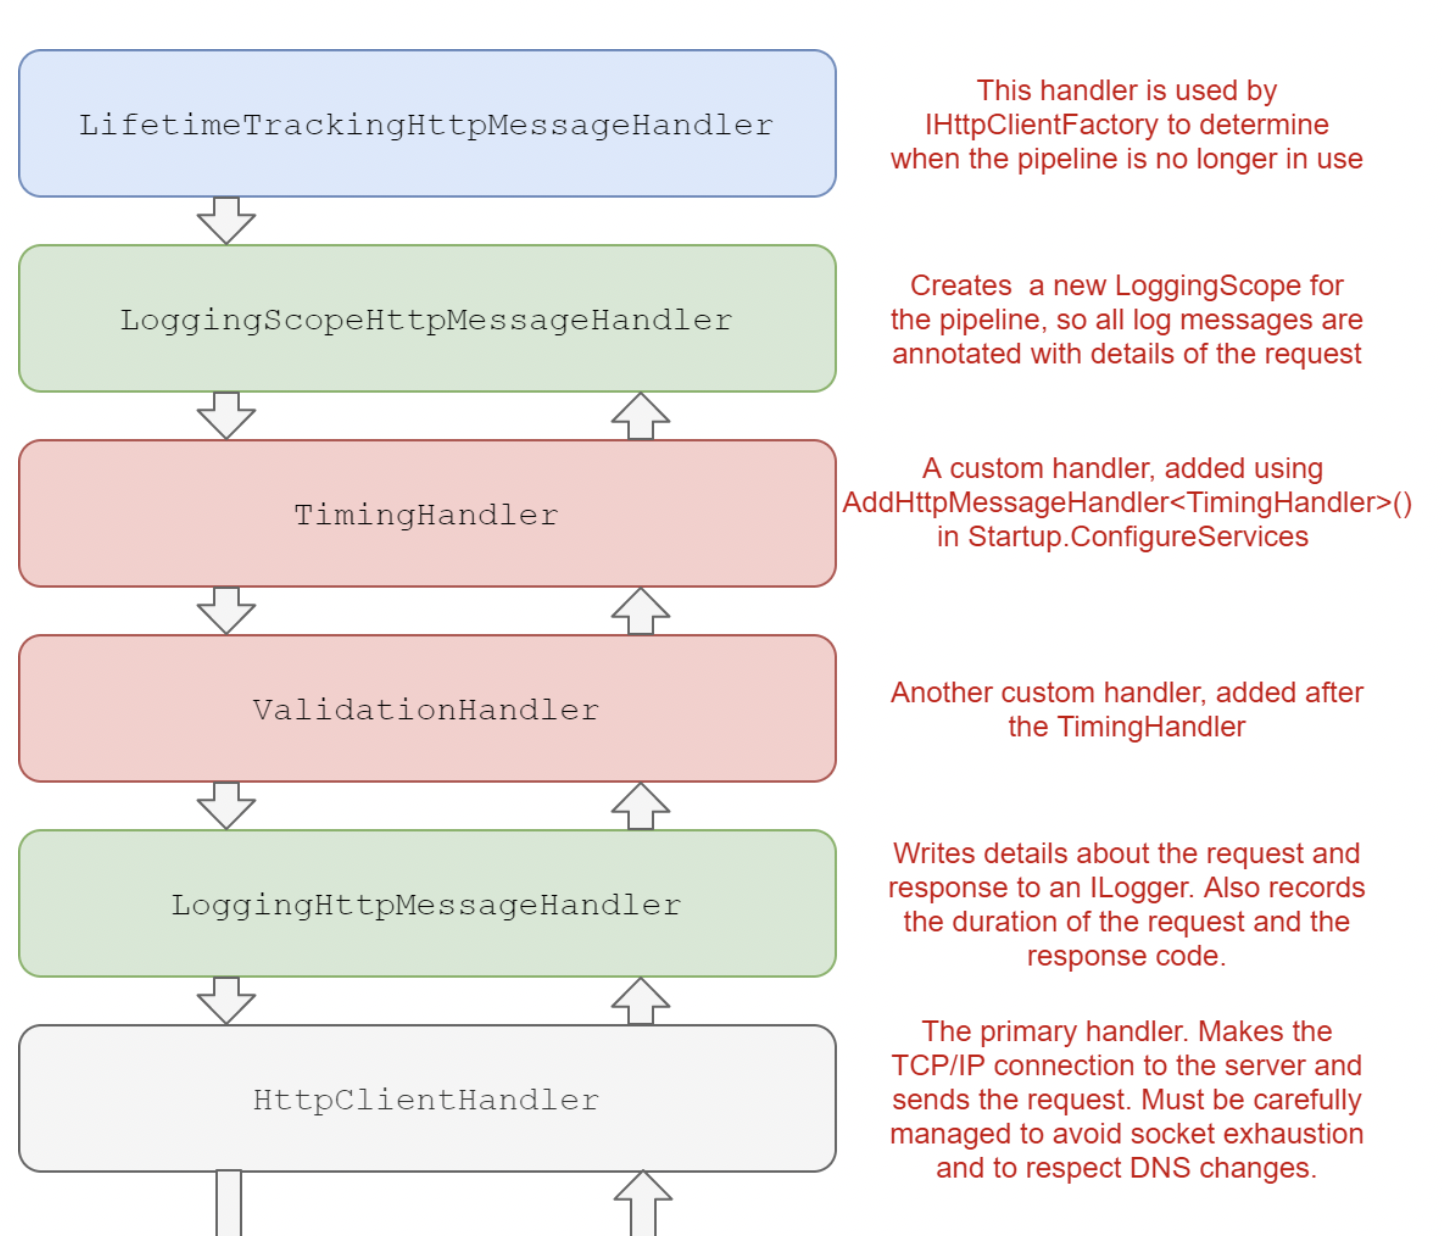 LifetimeTrackingHttpMessageHandler
This handler is used by
IHttpClientFactory to determine
when the pipeline is no longer in use
LoggingScopeHttpMessageHandler
Creates  a new LoggingScope for
the pipeline, so all log messages are
annotated with details of the request
TimingHandler
A custom handler, added using
AddHttpMessageHandler<TimingHandler>()
in Startup.ConfigureServices
ValidationHandler
Another custom handler, added after
the TimingHandler
LoggingHttpMessageHandler
Writes details about the request and
response to an ILogger. Also records
the duration of the request and the
response code.
HttpClientHandler
The primary handler. Makes the
TCP/IP connection to the server and
sends the request. Must be carefully
managed to avoid socket exhaustion
and to respect DNS changes.